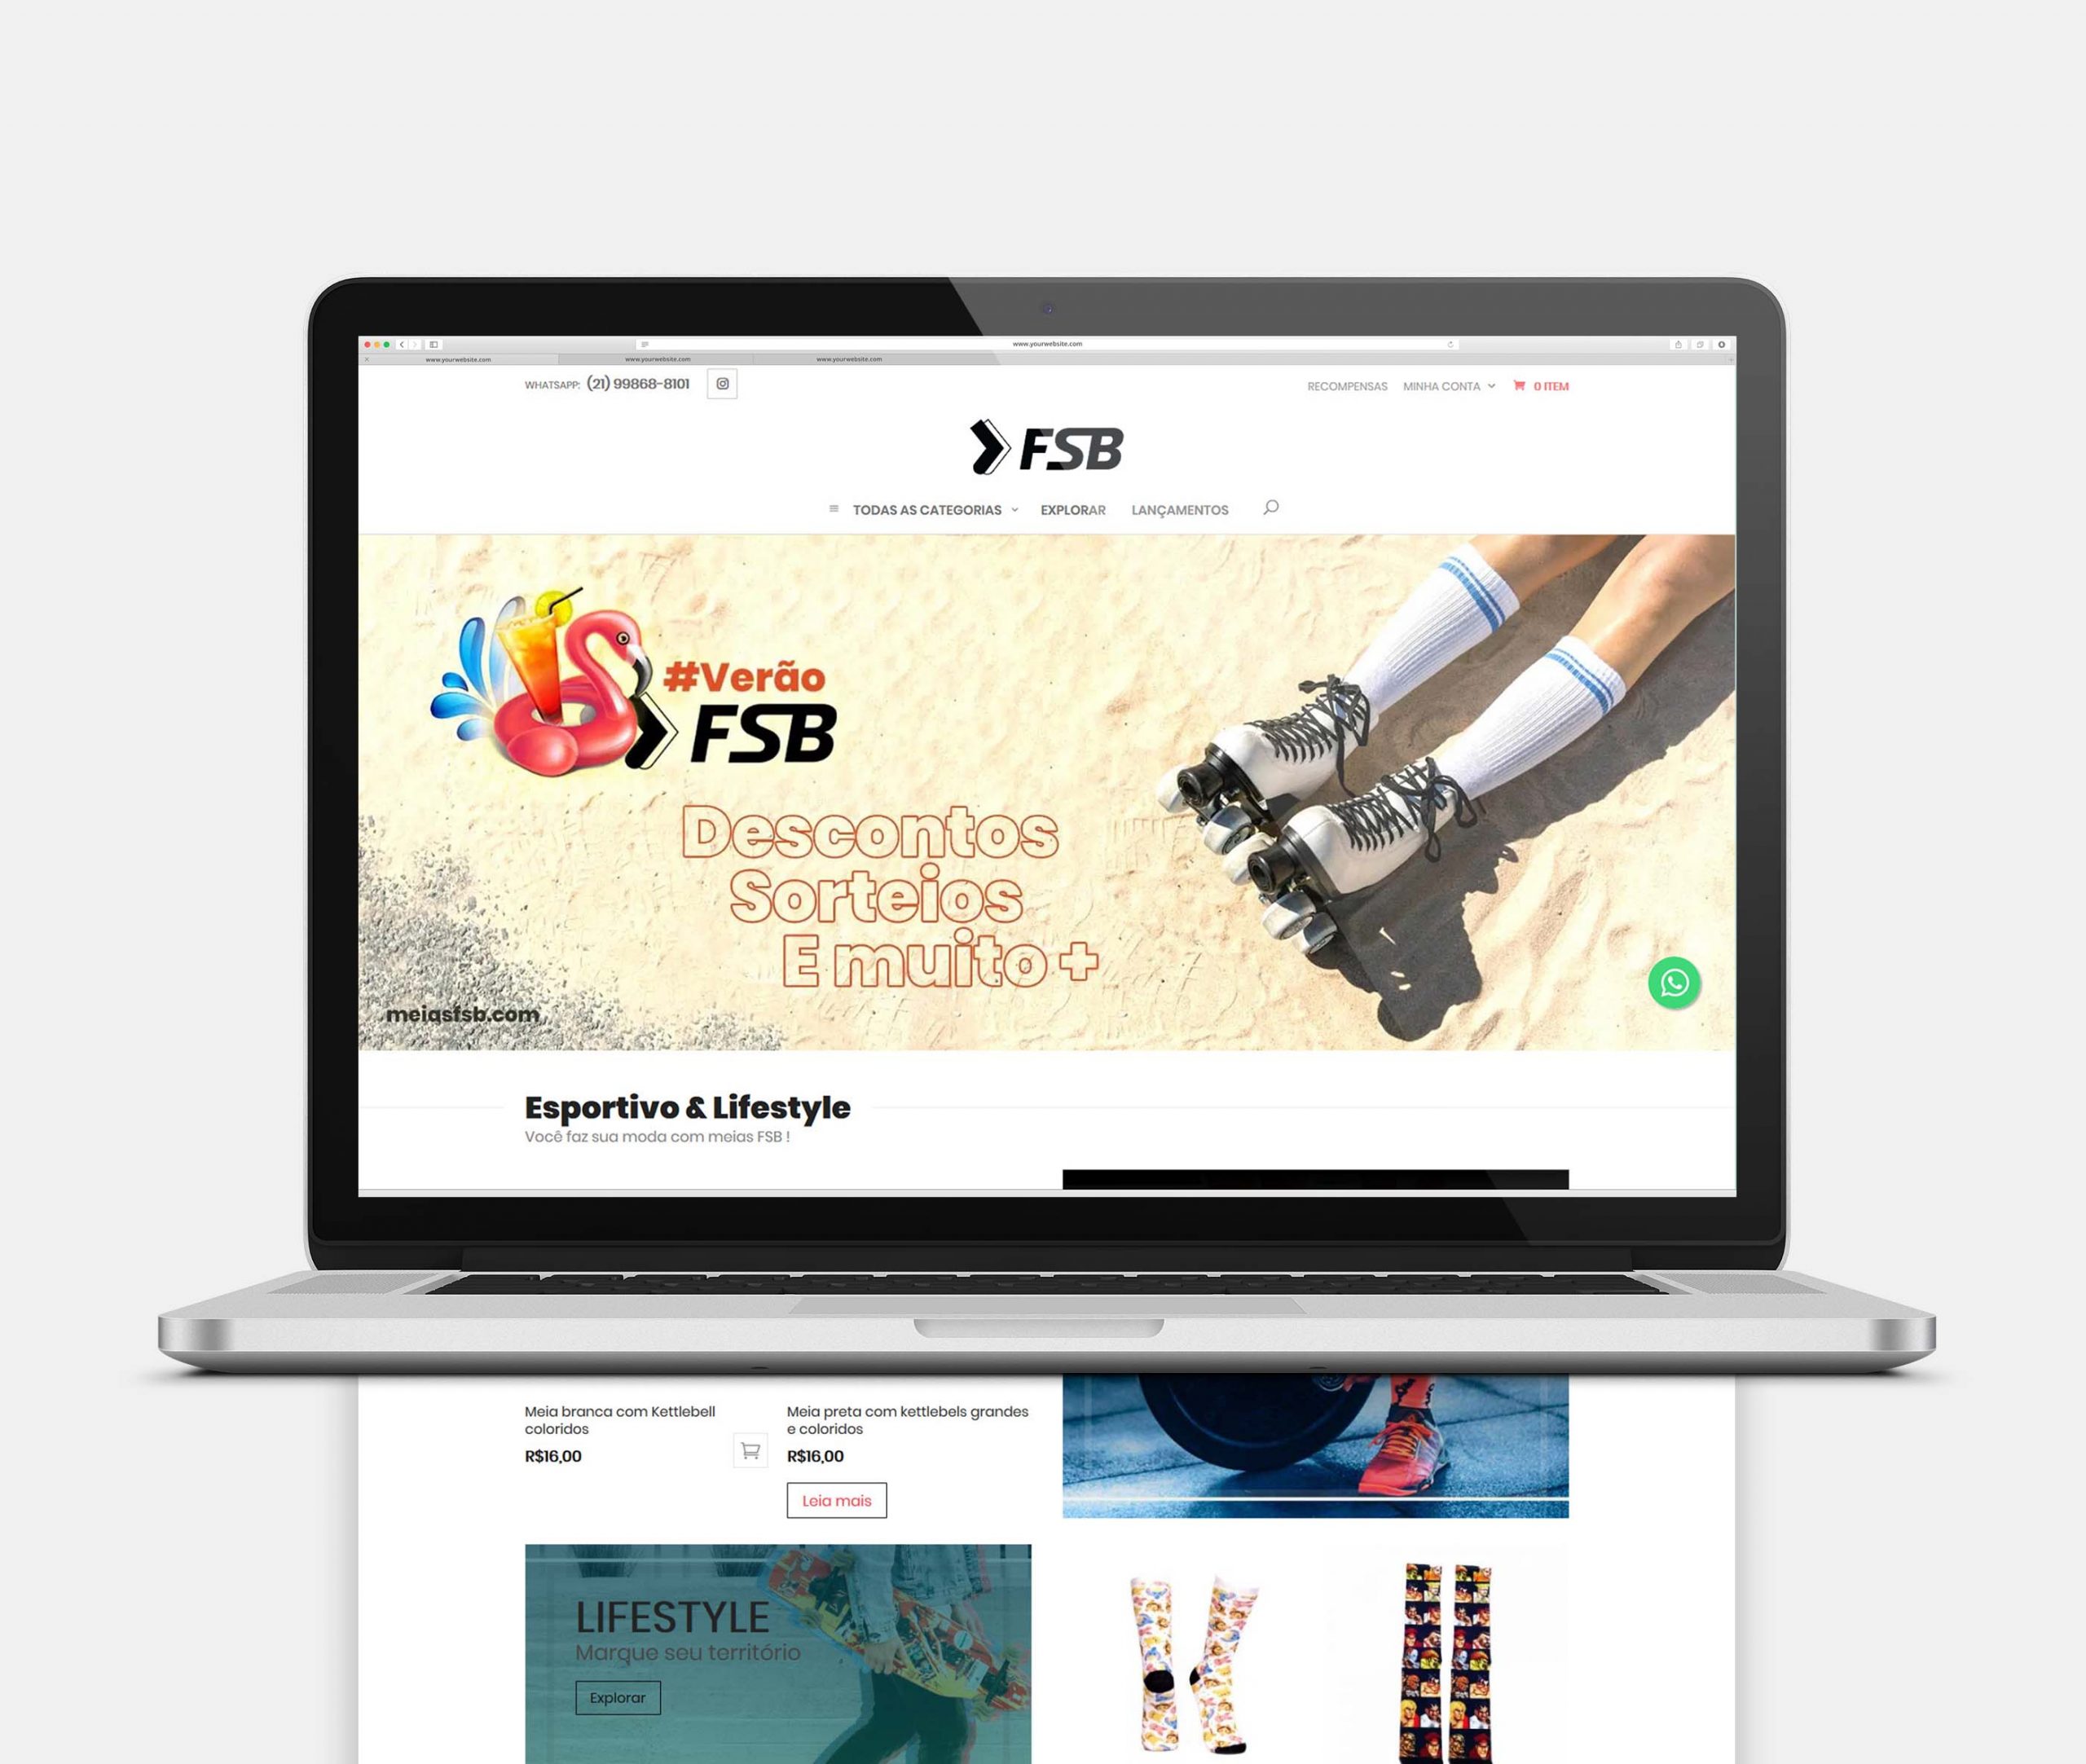 www.yourwebsite.com
www.yourwebsite.com
www.yourwebsite.com
www.yourwebsite.com
WHATSAPP: (21) 99868-8101
RECOMPENSAS
MINHA CONTA
0 ITEM
FSB
TODAS AS CATEGORIAS
EXPLORAR
LANÇAMENTOS
#Verão
FSB
Descontos
Sorteios
E muito +
meiasfsb.com
Esportivo & Lifestyle
Você faz sua moda com meias FSB !
Meia branca com Kettlebell
coloridos
R$16,00
Meia preta com kettlebels grandes
e coloridos
R$16,00
Leia mais
LIFESTYLE
Marque seu território
Explorar